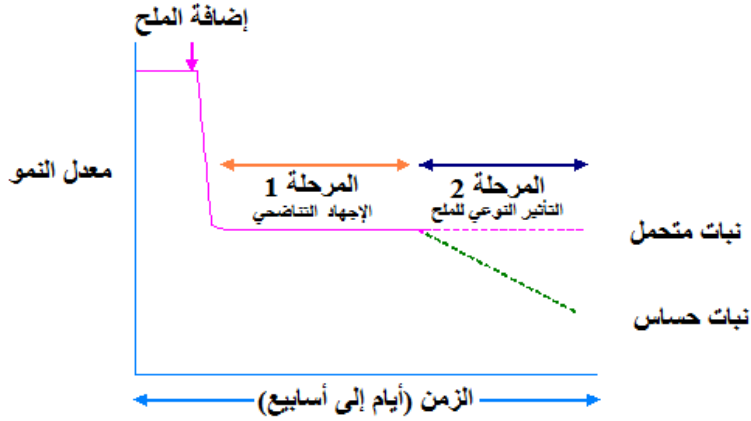 إضافة الملح
معدل النمو
المرحلة 1
الإجهاد التناضحي
المرحلة 2
التأثير النوعي للملح
نبات متحمل
نبات حساس
الزمن (أيام إلى أسابيع)